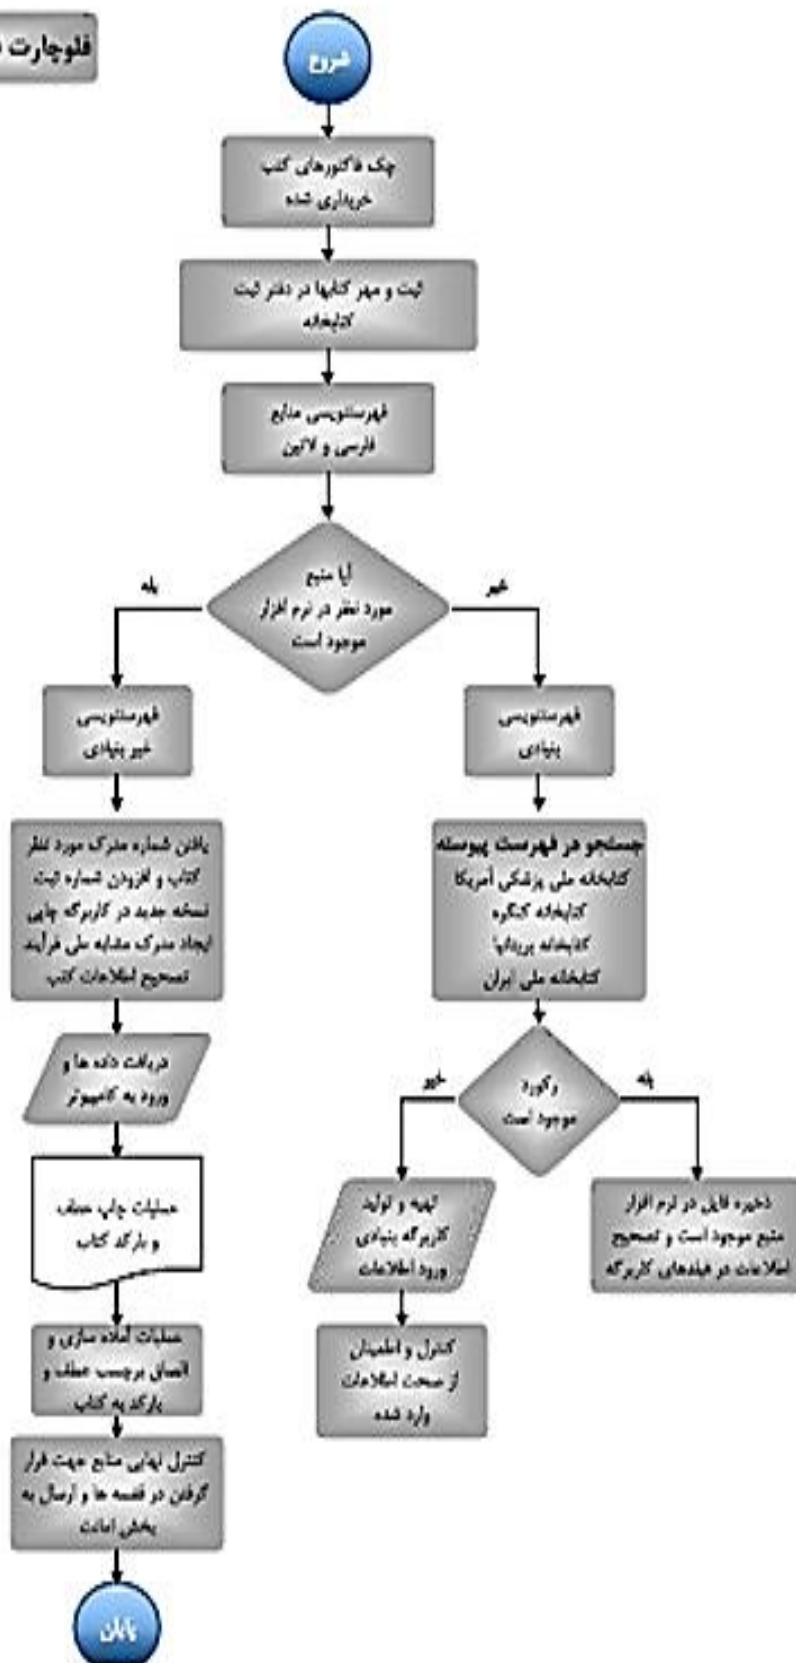 فلوچارت
شروع
چک فاکتورهای کتب
خریداری شده
ثبت و مهر کتابها در دفتر ثبت
کتابخانه
فهرستنویسی منابع
فارسی و لاتین
آیا منبع
مورد نظر در نرم افزار
موجود است
بله
خیر
فهرستنویسی
بنیادی
فهرستنویسی
غیر بنیادی
جستجو در فهرست پیوسته
کتابخانه ملی پزشکی آمریکا
کتابخانه کنگره
کتابخانه بریتانیا
کتابخانه ملی ایران
یافتن شماره مدرک مورد نظر
کتاب و افزودن شماره ثبت
نسخه جدید در کاربرگه چاپی
ایجاد مدرک مشابه طی فرآیند
تصحیح اطلاعات کتب
رکورد
موجود است
بله
خیر
دریافت داده ها و
ورود به کامپیوتر
ذخیره فایل در نرم افزار
منبع موجود است و تصحیح
اطلاعات در فیلدهای کاربرگه
تهیه و تولید
کاربرگه بنیادی
ورود اطلاعات
عملیات چاپ عطف
و بارکد کتاب
کنترل و اطمینان
از صحت اطلاعات
وارد شده
عملیات آماده سازی و
الصاق برچسب عطف و
بارکد به کتاب
کنترل نهایی منابع جهت قرار
گرفتن در قفسه ها و ارسال به
بخش امانت
پایان